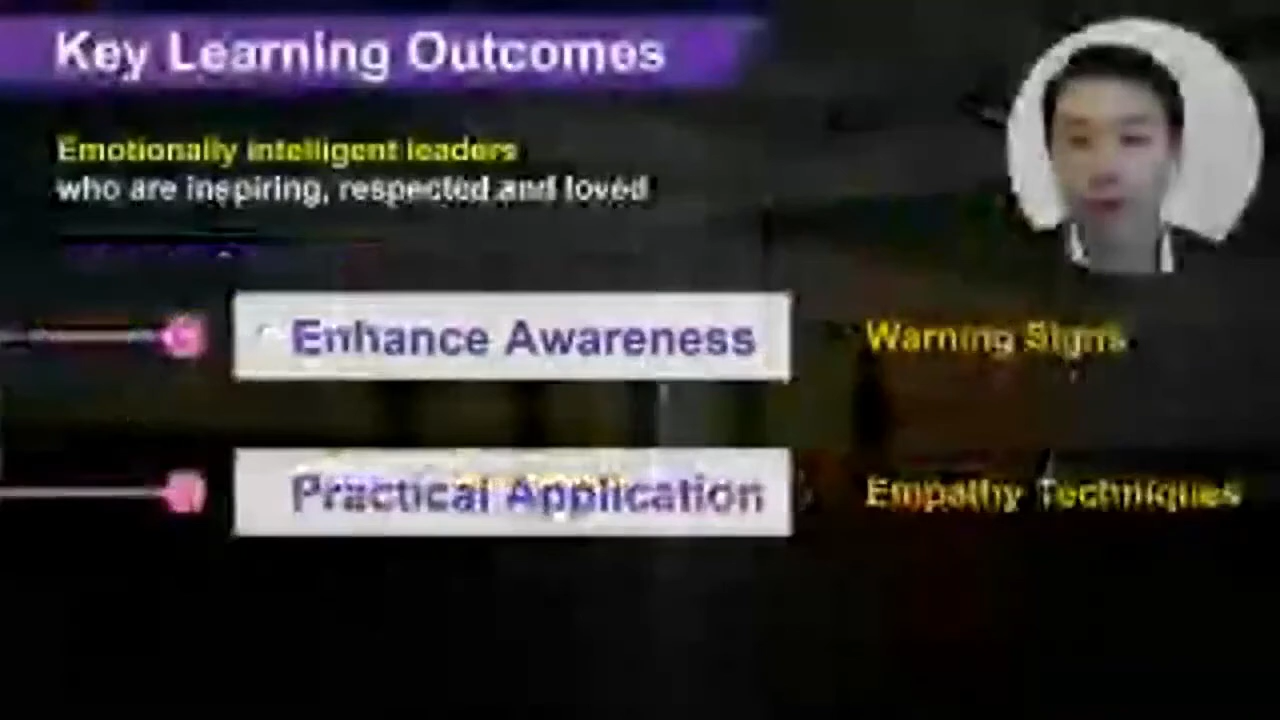 Key Learning Outcomes
Emotionally intelligent leaders
who are inspiring, respected and loved
Enhance Awareness
Warning Signs
Practical Application
Empathy Techniques